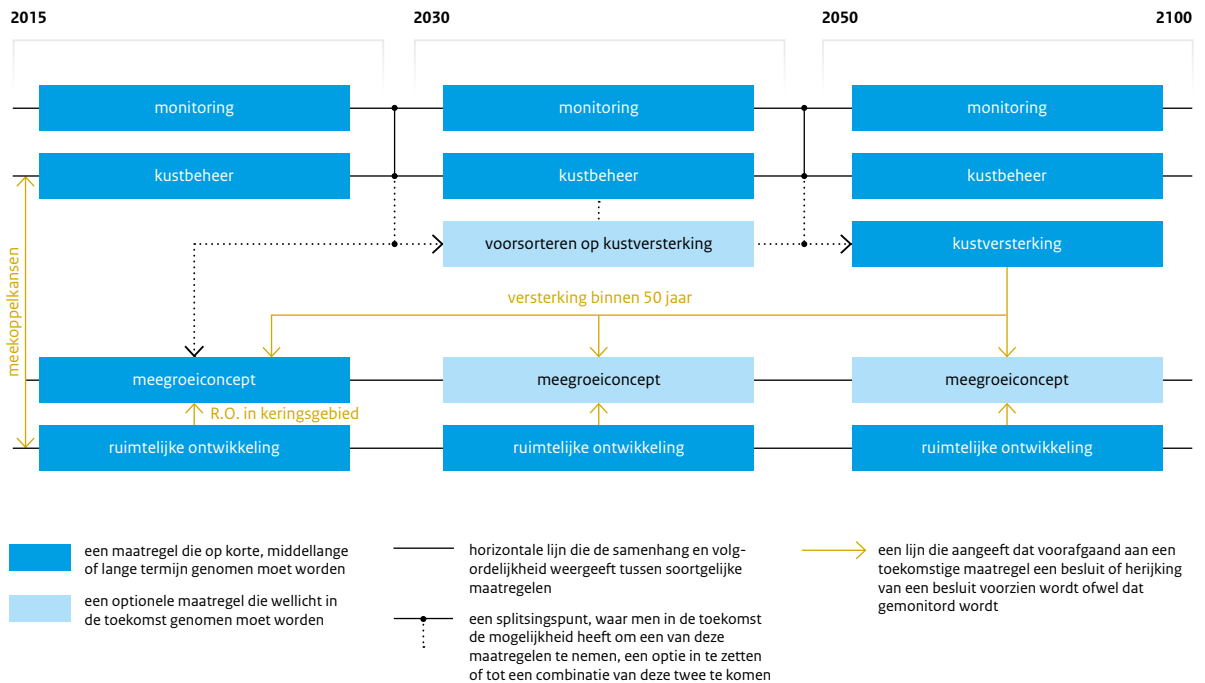 2015
2030
2050
2100
monitoring
monitoring
monitoring
kustbeheer
kustbeheer
kustbeheer
voorsorteren op kustversterking
kustversterking
meekoppelkansen
versterking binnen 50 jaar
meegroeiconcept
meegroeiconcept
meegroeiconcept
R.O. in keringsgebied
ruimtelijke ontwikkeling
ruimtelijke ontwikkeling
ruimtelijke ontwikkeling
een maatregel die op korte, middellange
of lange termijn genomen moet worden
een optionele maatregel die wellicht in
de toekomst genomen moet worden
horizontale lijn die de samenhang en volg-
ordelijkheid weergeeft tussen soortgelijke
maatregelen
een splitsingspunt, waar men in de toekomst
de mogelijkheid heeft om een van deze
maatregelen te nemen, een optie in te zetten
of tot een combinatie van deze twee te komen
een lijn die aangeeft dat voorafgaand aan een
toekomstige maatregel een besluit of herijking
van een besluit voorzien wordt ofwel dat
gemonitord wordt